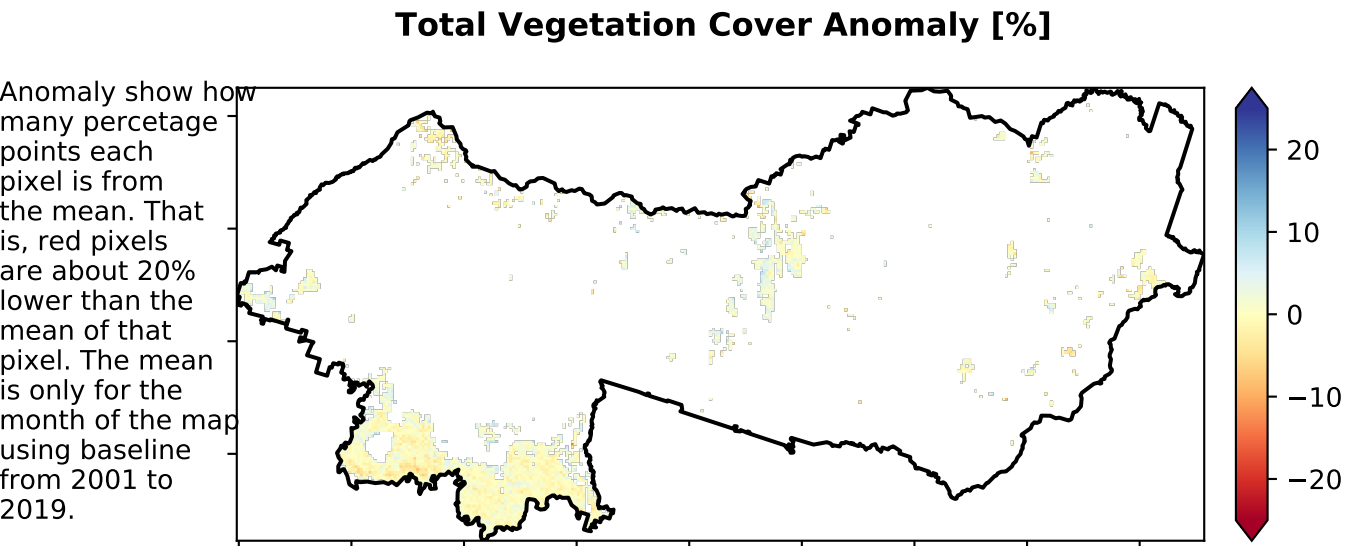 Total Vegetation Cover Anomaly [%]
Anomaly show how
many percetage
points each
pixel is from
the mean. That
is, red pixels
are about 20%
lower than the
mean of that
pixel. The mean
is only for the
month of the map
using baseline
from 2001 to
2019.
20
10
0
−10
−20